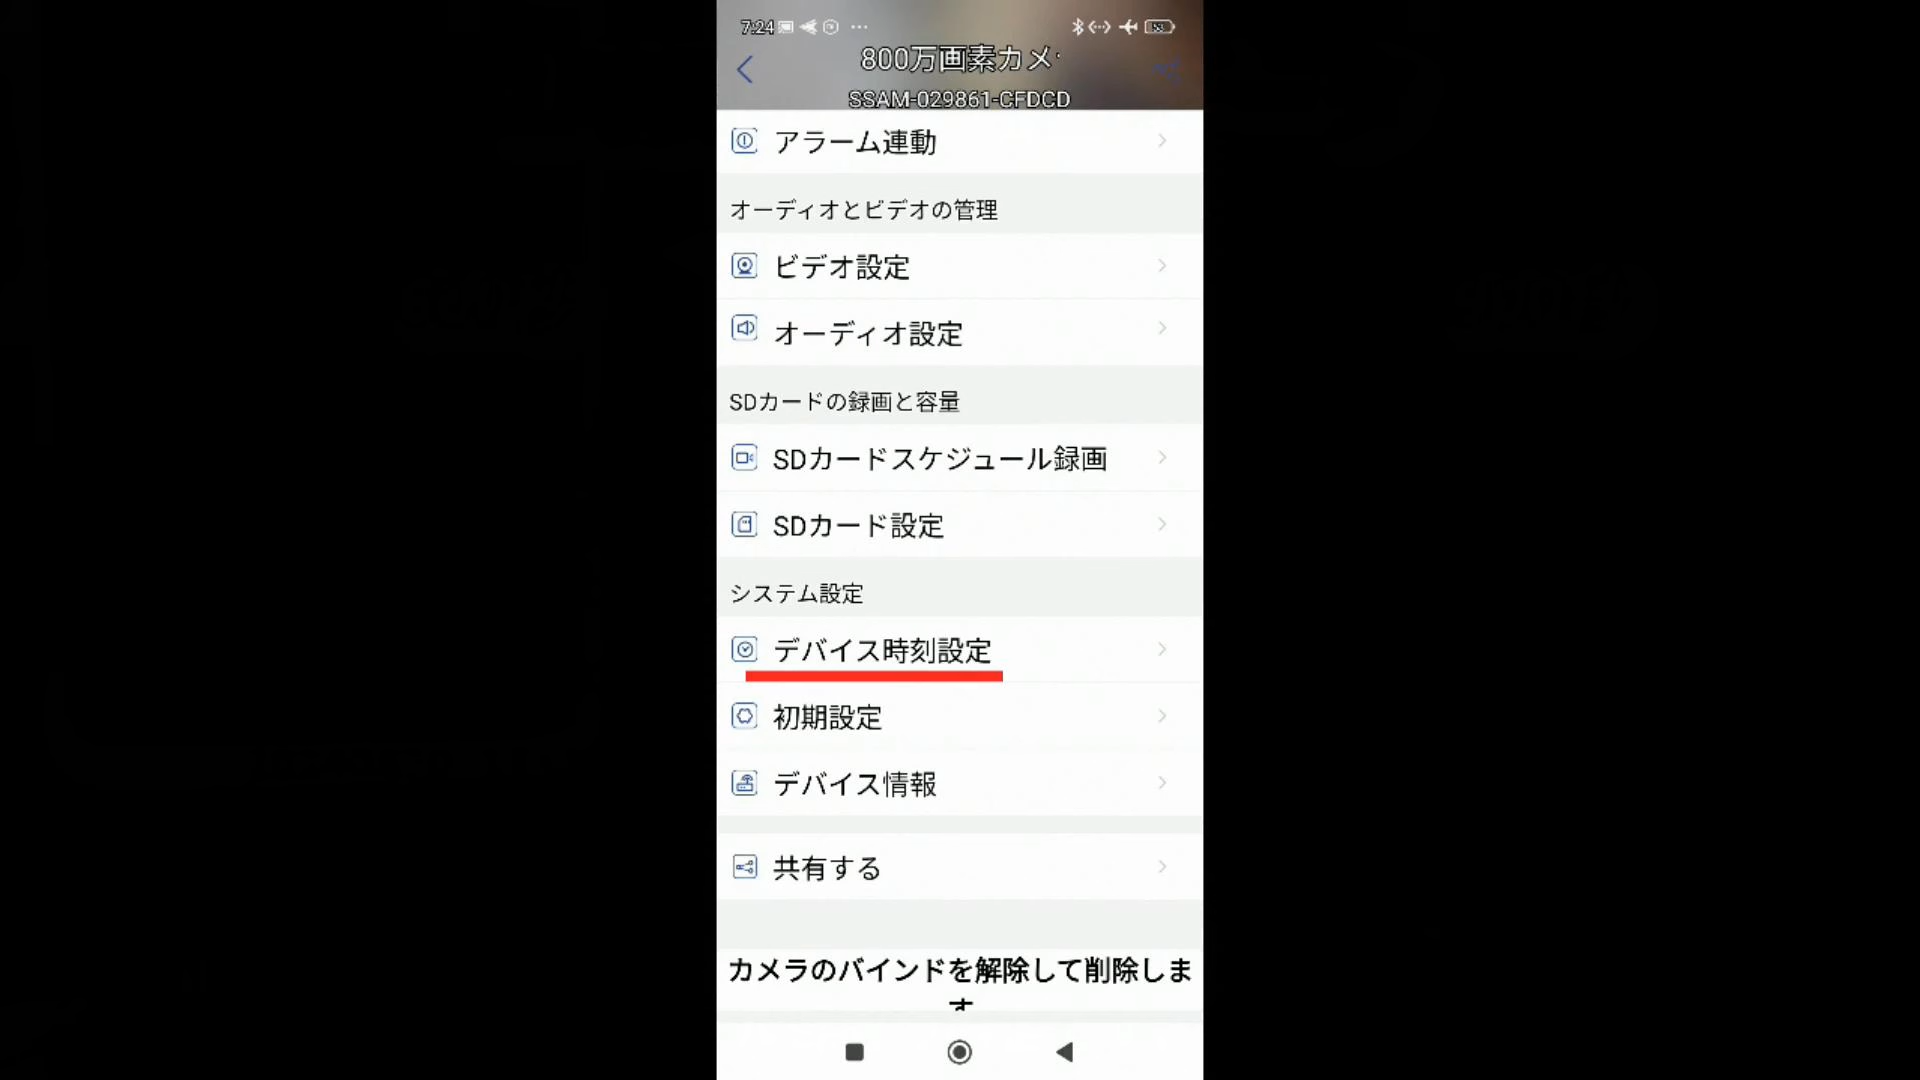 7:24
53
800万画素カメ
SSAM-029861-CFDCD
アラーム連動
オーディオとビデオの管理
ビデオ設定
オーディオ設定
SDカードの録画と容量
SDカードスケジュール録画
SDカード設定
システム設定
デバイス時刻設定
初期設定
デバイス情報
共有する
カメラのバインドを解除して削除しま
す